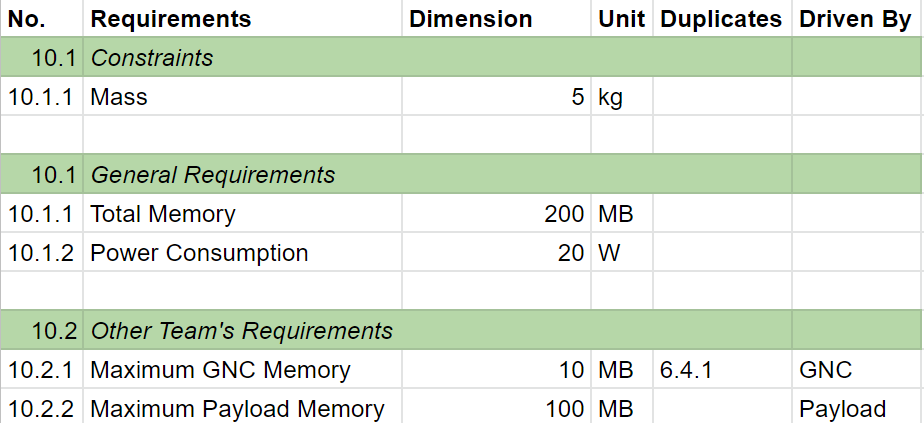 No. Requirements Dimension Unit Duplicates Driven By
10.1 Constraints
10.1.1 Mass 5 kg
10.1 General Requirements
10.1.1 Total Memory 200 MB
10.1.2 Power Consumption 20 W
10.2 Other Team's Requirements
10.2.1 Maximum GNC Memory 10 MB 6.4.1 GNC
10.2.2 Maximum Payload Memory 100 MB Payload